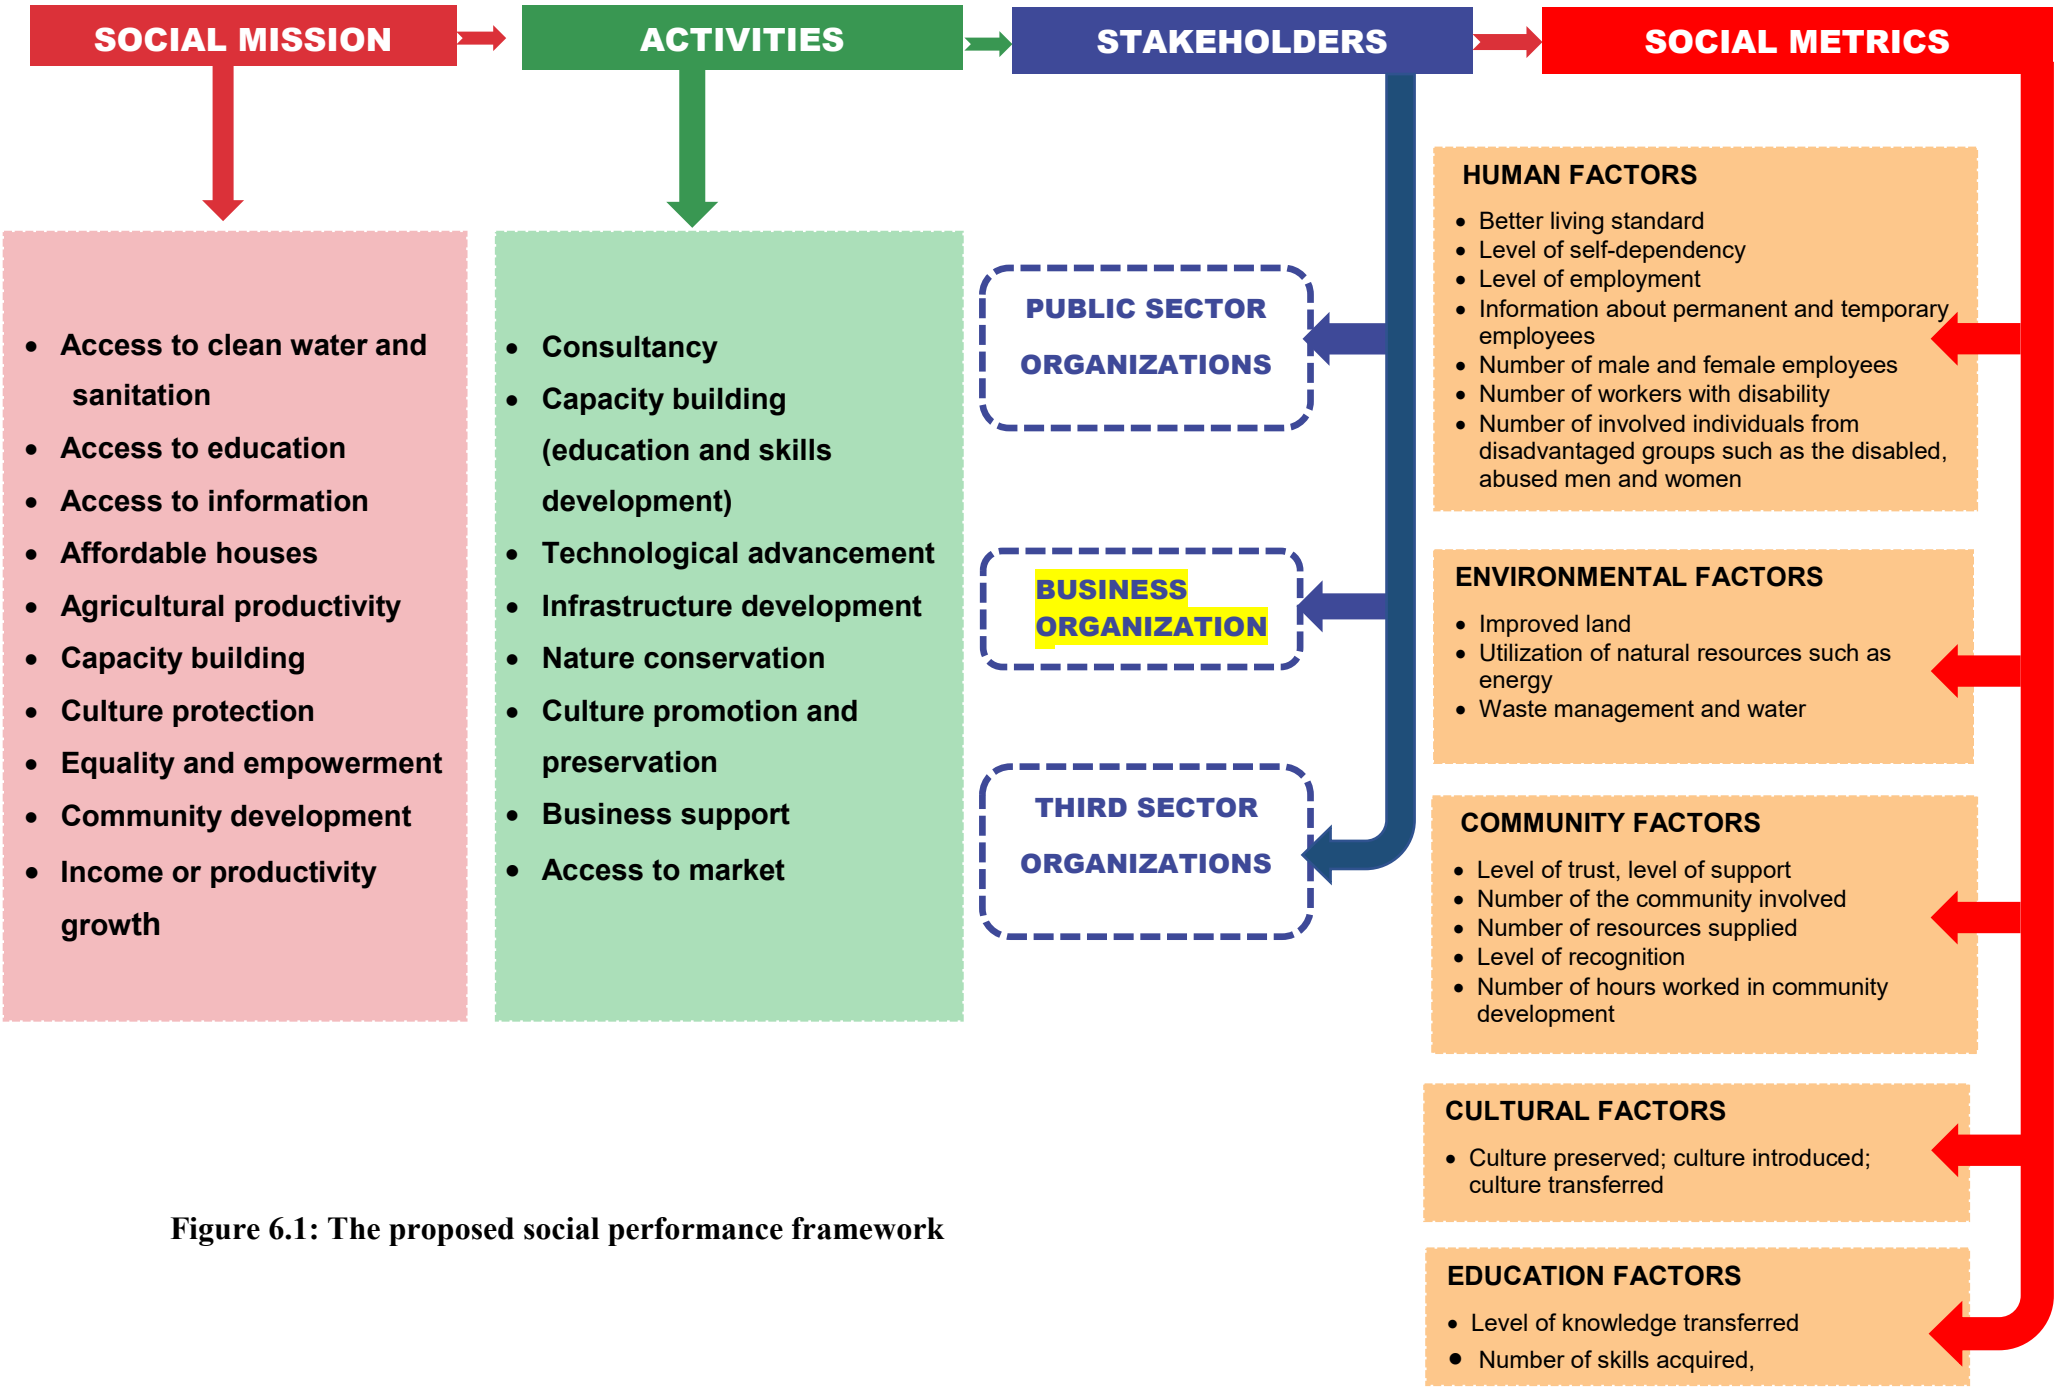 SOCIAL MISSION
ACTIVITIES
STAKEHOLDERS
SOCIAL METRICS
• Access to clean water and
sanitation
• Access to education
• Access to information
• Affordable houses
• Agricultural productivity
• Capacity building
• Culture protection
• Equality and empowerment
• Community development
• Income or productivity
growth
• Consultancy
• Capacity building
(education and skills
development)
• Technological advancement
• Infrastructure development
• Nature conservation
• Culture promotion and
preservation
• Business support
• Access to market
PUBLIC SECTOR
ORGANIZATIONS
BUSINESS
ORGANIZATION
THIRD SECTOR
ORGANIZATIONS
HUMAN FACTORS
• Better living standard
• Level of self-dependency
• Level of employment
• Information about permanent and temporary
employees
• Number of male and female employees
• Number of workers with disability
• Number of involved individuals from
disadvantaged groups such as the disabled,
abused men and women
ENVIRONMENTAL FACTORS
• Improved land
• Utilization of natural resources such as
energy
• Waste management and water
COMMUNITY FACTORS
• Level of trust, level of support
• Number of the community involved
• Number of resources supplied
• Level of recognition
• Number of hours worked in community
development
CULTURAL FACTORS
• Culture preserved; culture introduced;
culture transferred
EDUCATION FACTORS
• Level of knowledge transferred
• Number of skills acquired,
Figure 6.1: The proposed social performance framework